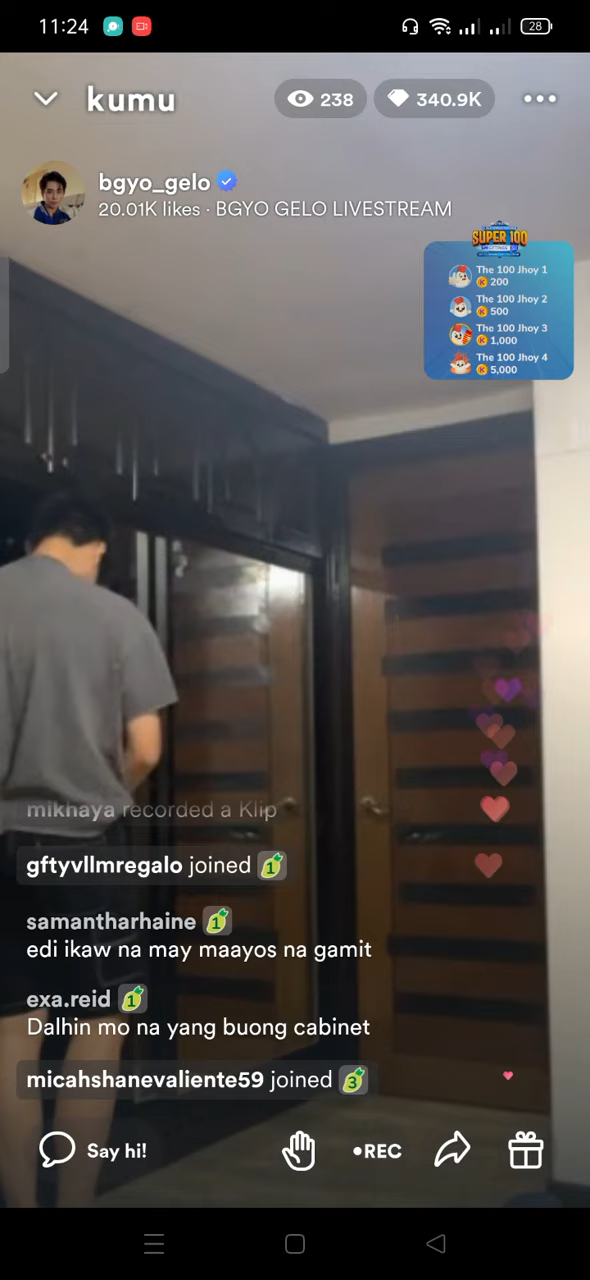 11:24
28
kumu
238
340.9K
bgyo_gelo
20.01K likes · BGYO GELO LIVESTREAM
SUPER 100
The 100 Jhoy 1
K 200
The 100 Jhoy 2
K 500
The 100 Jhoy 3
K 1,000
The 100 Jhoy 4
K 5,000
mikhaya recorded a Klip
gftyvllmregalo joined 1
samantharhaine 1
edi ikaw na may maayos na gamit
exa.reid 1
Dalhin mo na yang buong cabinet
micahshanevaliente59 joined 3
Say hi!
•REC